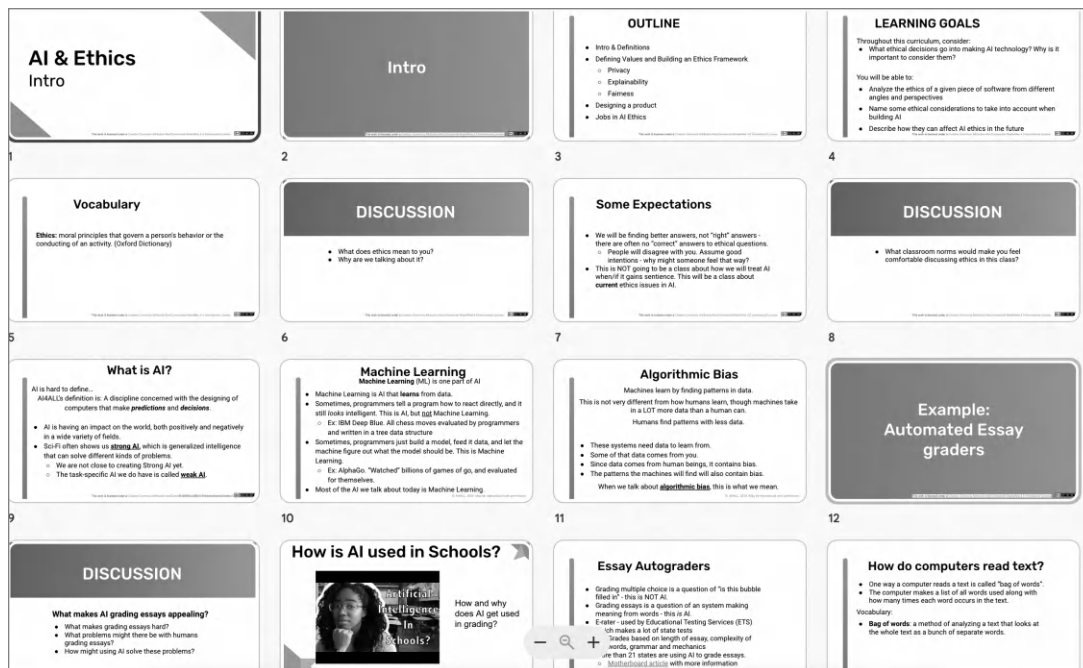 AI & Ethics
Intro
1
Intro
2
OUTLINE
● Intro & Definitions
● Defining Values and Building an Ethics Framework
○ Privacy
○ Explainability
○ Fairness
● Designing a product
● Jobs in AI Ethics
3
LEARNING GOALS
Throughout this curriculum, consider:
● What ethical decisions go into making AI technology? Why is it
important to consider them?
You will be able to:
● Analyze the ethics of a given piece of software from different
angles and perspectives
● Name some ethical considerations to take into account when
building AI
● Describe how they can affect AI ethics in the future
4
Vocabulary
Ethics: moral principles that govern a person's behavior or the
conducting of an activity. (Oxford Dictionary)
5
DISCUSSION
● What does ethics mean to you?
● Why are we talking about it?
6
Some Expectations
● We will be finding better answers, not "right" answers -
there are often no "correct" answers to ethical questions.
○ People will disagree with you. Assume good
intentions - why might someone feel that way?
● This is NOT going to be a class about how we will treat AI
when/if it gains sentience. This will be a class about
current ethics issues in AI.
7
DISCUSSION
● What classroom norms would make you feel
comfortable discussing ethics in this class?
8
What is AI?
AI is hard to define...
AI4ALL's definition is: A discipline concerned with the designing of
computers that make predictions and decisions.
● AI is having an impact on the world, both positively and negatively
in a wide variety of fields.
● Sci-Fi often shows us strong AI, which is generalized intelligence
that can solve different kinds of problems.
○ We are not close to creating Strong AI yet.
○ The task-specific AI we do have is called weak AI.
9
Machine Learning
Machine Learning (ML) is one part of AI
● Machine Learning is AI that learns from data.
● Sometimes, programmers tell a program how to react directly, and it
still looks intelligent. This is AI, but not Machine Learning.
○ Ex: IBM Deep Blue. All chess moves evaluated by programmers
and written in a tree data structure
● Sometimes, programmers just build a model, feed it data, and let the
machine figure out what the model should be. This is Machine
Learning.
○ Ex: AlphaGo. "Watched" billions of games of go, and evaluated
for themselves.
● Most of the AI we talk about today is Machine Learning.
10
Algorithmic Bias
Machines learn by finding patterns in data.
This is not very different from how humans learn, though machines take
in a LOT more data than a human can.
Humans find patterns with less data.
● These systems need data to learn from.
● Some of that data comes from you.
● Since data comes from human beings, it contains bias.
● The patterns the machines will find will also contain bias.
When we talk about algorithmic bias, this is what we mean.
11
Example:
Automated Essay
graders
12
DISCUSSION
What makes AI grading essays appealing?
● What makes grading essays hard?
● What problems might there be with humans
grading essays?
● How might using AI solve these problems?
How is AI used in Schools?
Artificial
Intelligence
In
Schools?
How and why
does AI get used
in grading?
Essay Autograders
● Grading multiple choice is a question of "is this bubble
filled in" - this is NOT AI.
● Grading essays is a question of an system making
meaning from words - this is AI.
E-rater - used by Educational Testing Services (ETS)
makes a lot of state tests
Grades based on length of essay, complexity of
words, grammar and mechanics
than 21 states are using AI to grade essays.
○ Motherboard article with more information
How do computers read text?
● One way a computer reads a text is called "bag of words".
● The computer makes a list of all words used along with
how many times each word occurs in the text.
Vocabulary:
● Bag of words: a method of analyzing a text that looks at
the whole text as a bunch of separate words.